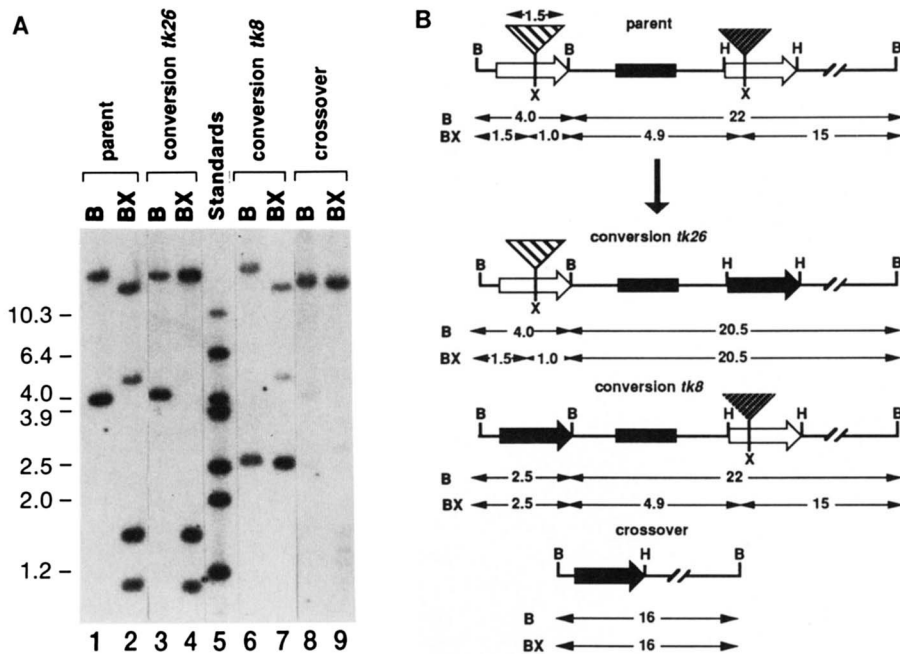 A
parent
conversion tk26
Standards
conversion tk8
crossover
B BX B BX B BX B BX
10.3
6.4
4.0
3.9
2.5
2.0
1.2
1 2 3 4 5 6 7 8 9
B
1.5
parent
B B H H B
X X
B 4.0 22
BX 1.5 1.0 4.9 15
conversion tk26
B B H H B
X
B 4.0 20.5
BX 1.5 1.0 20.5
conversion tk8
B B H H B
X
B 2.5 22
BX 2.5 4.9 15
crossover
B H B
B 16
BX 16